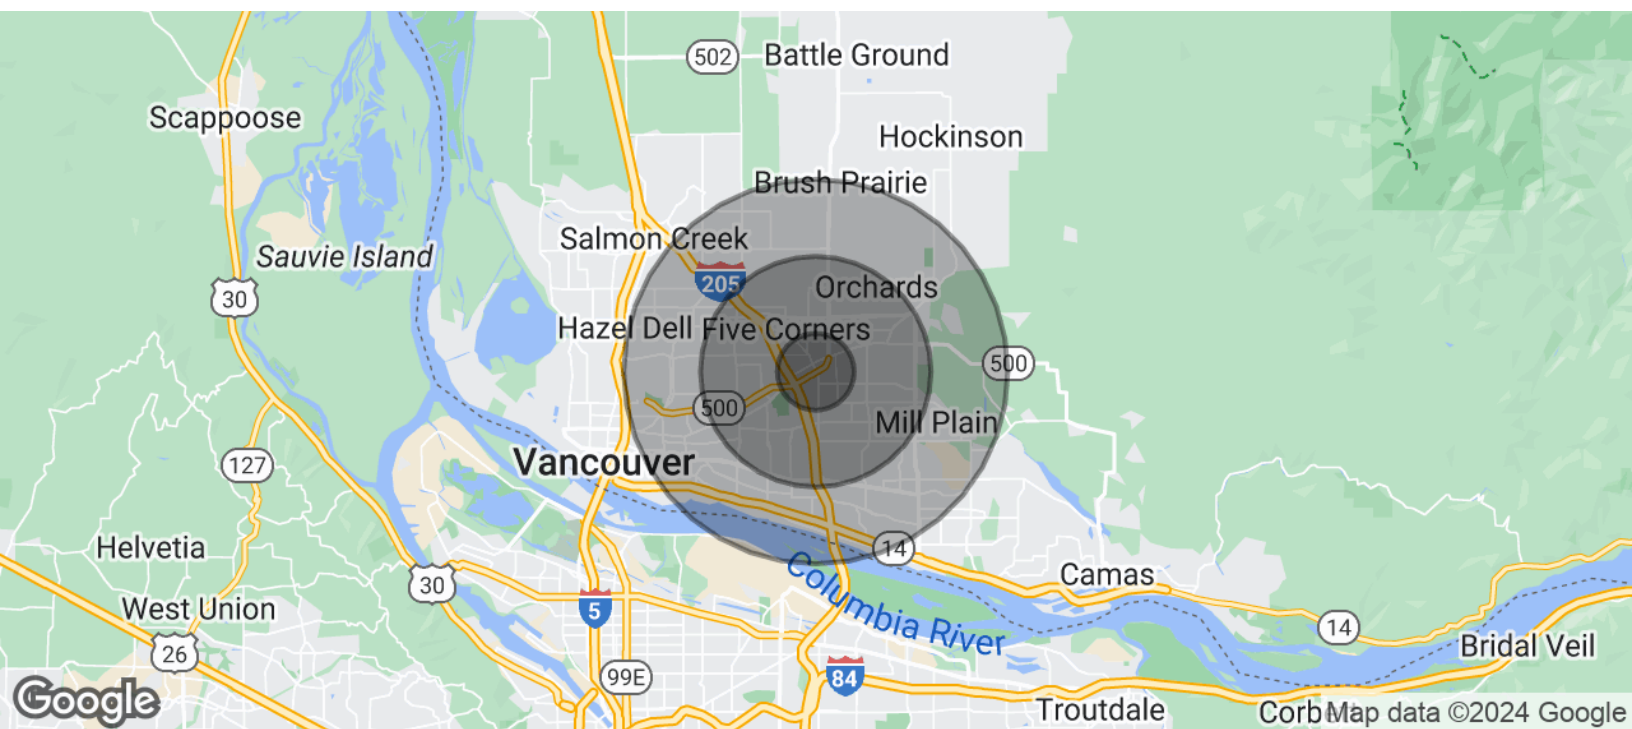 502
Battle Ground
Scappoose
Hockinson
Brush Prairie
Salmon Creek
Sauvie Island
205
Orchards
30
Hazel Dell
Five Corners
500
500
Mill Plain
Vancouver
127
Helvetia
14
Columbia River
Camas
30
West Union
5
14
Bridal Veil
26
99E
84
Google
Troutdale
Map data ©2024 Google